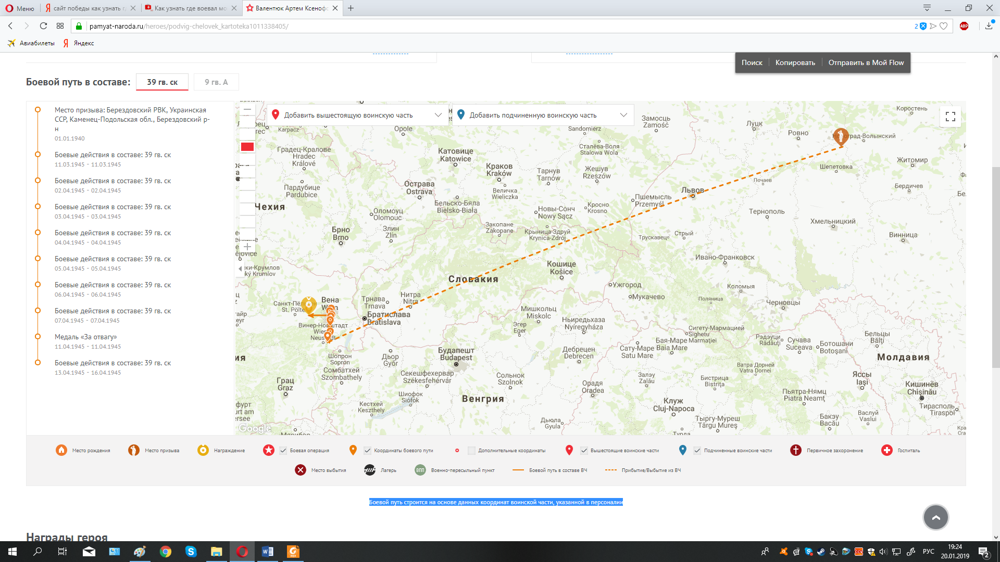 Меню
сайт победы как узнать г
Как узнать где воевал мо
Валентюк Артем Ксенофо
pamyat-naroda.ru/heroes/podvig-chelovek_kartoteka1011338405/
2
ABP
Авиабилеты
Яндекс
Поиск
Копировать
Отправить в Мой Flow
Боевой путь в составе:
39 гв. ск
9 гв. А
Место призыва: Берездовский РВК, Украинская
ССР, Каменец-Подольская обл., Берездовский р-
н
01.01.1940
Боевые действия в составе: 39 гв. ск
11.03.1945 - 11.03.1945
Боевые действия в составе: 39 гв. ск
02.04.1945 - 02.04.1945
Боевые действия в составе: 39 гв. ск
03.04.1945 - 03.04.1945
Боевые действия в составе: 39 гв. ск
04.04.1945 - 04.04.1945
Боевые действия в составе: 39 гв. ск
05.04.1945 - 05.04.1945
Боевые действия в составе: 39 гв. ск
06.04.1945 - 06.04.1945
Боевые действия в составе: 39 гв. ск
07.04.1945 - 07.04.1945
Медаль «За отвагу»
11.04.1945 - 11.04.1945
Боевые действия в составе: 39 гв. ск
13.04.1945 - 16.04.1945
Добавить вышестоящую воинскую часть
Добавить подчиненную воинскую часть
Karpacz
Opole
Sandomierz
Замосць
Zamość
Луцк
Ровно
Коростень
Новоград-Волынский
Житомир
Шепетовка
Почаев
Бердичев
Градец-Кралове
Hradec
Králové
Катовице
Katowice
Краков
Kraków
Сталёва-Воля
Stalowa Wola
Тарнув
Tarnów
Жешув
Rzeszów
Пардубице
Pardubice
Острава
Ostrava
Величка
Wieliczka
Бельско-Бяла
Bielsko-Biała
Чехия
Оломоуц
Olomouc
Новы-Сонч
Nowy Sącz
Кросно
Krosno
Пшемысль
Przemyśl
Львов
Тернополь
Хмельницкий
Винница
Брно
Brno
Злин
Zlín
Закопане
Zakopane
Крыница-Здруй
Krynica-Zdrój
Трускавец
Стрый
Ивано-Франковск
Кошице
Košice
Словакия
Ужгород
Мукачево
Коломыя
Поляница
Черновцы
Санкт-Пёльтен
St. Pölten
Вена
Wien
Трнава
Trnava
Нитра
Nitra
Братислава
Bratislava
Винер-Нойштадт
Wiener
Neustadt
Мишкольц
Miskolc
Эгер
Eger
Ньиредьхаза
Nyíregyháza
Сигету-Мармацией
Sighetu
Marmației
Бельцы
Bălți
Рэдэуци
Rădăuți
Сучава
Suceava
Ботошани
Botoșani
Молдавия
Шопрон
Sopron
Дьор
Győr
Будапешт
Budapest
Дебрецен
Debrecen
Сату-Маре
Satu Mare
Бая-Маре
Baia Mare
Ватра Дорней
Vatra Dornei
Сомбатхей
Szombathely
Секешфехервар
Székesfehérvár
Сольнок
Szolnok
Орадя
Oradea
Залэу
Zalău
Бистрица
Bistrița
Яссы
Iași
Грац
Graz
Кестхей
Keszthely
Шиофок
Siófok
Венгрия
Клуж
Cluj-Napoca
Пьятра-Нямц
Piatra Neamț
Кишинёв
Chișinău
Тирасполь
Tiraspol
Дьюла
Gyula
Тыргу-Муреш
Târgu Mureș
Бакэу
Bacău
Васлуй
Vaslui
Google
Место рождения
Место призыва
Награждение
Боевая операция
Координаты боевого пути
Дополнительные координаты
Вышестоящие воинские части
Подчиненные воинские части
Первичное захоронение
Госпиталь
Место выбытия
Лагерь
ВПП
Военно-пересыльный пункт
Боевой путь в составе ВЧ
Прибытие/Выбытие из ВЧ
Боевой путь строится на основе данных координат воинской части, указанной в персоналии
Награды героя
РУС
19:24
20.01.2019
2